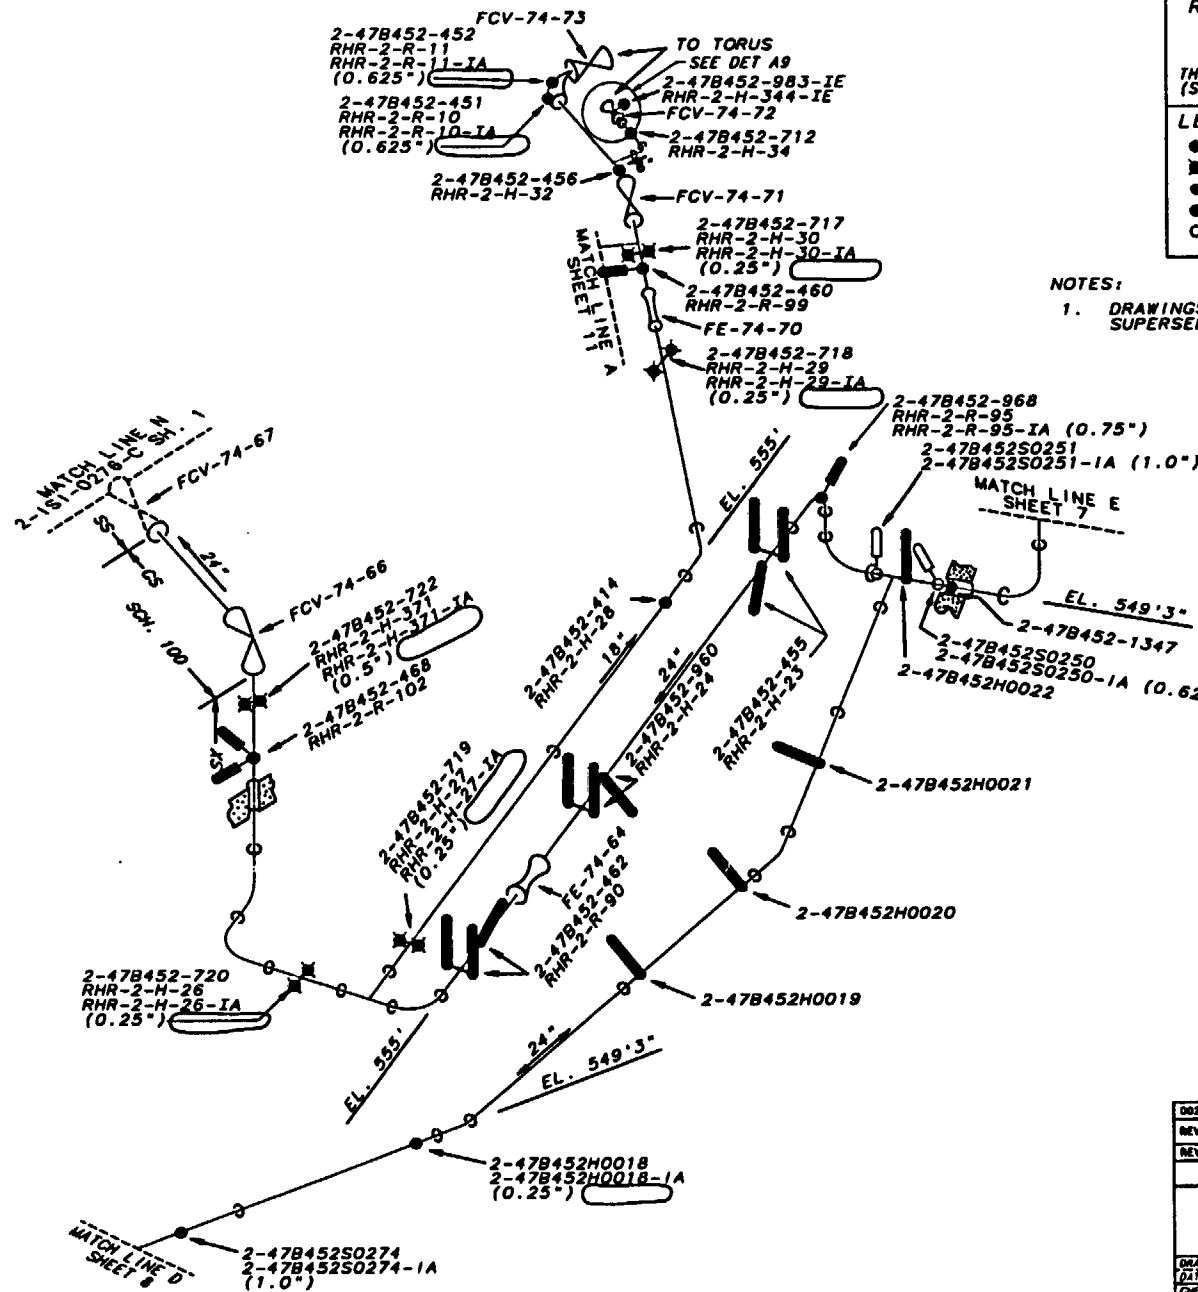 FCV-74-73
2-47B452-452
RHR-2-R-11
RHR-2-R-11-IA
(0.625")
TO TORUS
SEE DET A9
2-47B452-983-IE
RHR-2-H-344-IE
FCV-74-72
2-47B452-451
RHR-2-R-10
RHR-2-R-10-IA
(0.625")
2-47B452-712
RHR-2-H-34
2-47B452-456
RHR-2-H-32
FCV-74-71
2-47B452-717
RHR-2-H-30
RHR-2-H-30-IA
(0.25")
MATCH LINE A
SHEET 11
2-47B452-460
RHR-2-R-99
FE-74-70
2-47B452-718
RHR-2-H-29
RHR-2-H-29-IA
(0.25")
NOTES:
1. DRAWINGS
SUPERSE
2-47B452-968
RHR-2-R-95
RHR-2-R-95-IA (0.75")
2-47B452S0251
2-47B452S0251-IA (1.0")
MATCH LINE E
SHEET 7
EL. 555'
MATCH LINE N
2-ISI-0276-C SH. 1
FCV-74-67
SS
CS
24"
FCV-74-66
SCH. 100
XS
2-47B452-722
RHR-2-H-371
RHR-2-H-371-IA
(0.5")
2-47B452-468
RHR-2-R-102
2-47B452-414
RHR-2-H-28
18"
24"
2-47B452-960
RHR-2-H-24
2-47B452-455
RHR-2-H-23
EL. 549'3"
2-47B452-1347
2-47B452S0250
2-47B452S0250-IA (0.62
2-47B452H0022
2-47B452H0021
2-47B452-719
RHR-2-H-27
RHR-2-H-27-IA
(0.25")
FE-74-64
2-47B452-462
RHR-2-R-90
2-47B452H0020
2-47B452H0019
2-47B452-720
RHR-2-H-26
RHR-2-H-26-IA
(0.25")
EL. 555'
24"
EL. 549'3"
2-47B452H0018
2-47B452H0018-IA
(0.25")
MATCH LINE D
SHEET 8
2-47B452S0274
2-47B452S0274-IA
(1.0")
R
TH
(S
LE
REV
REV